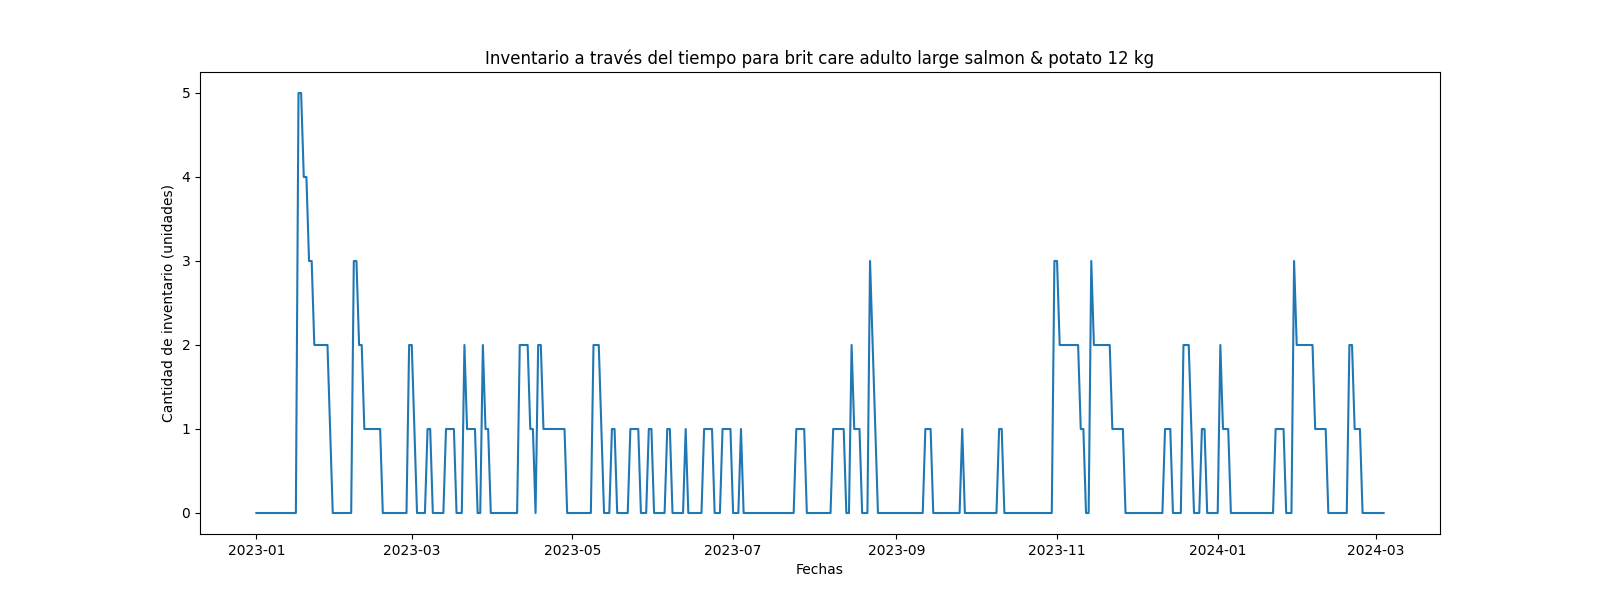 Inventario a través del tiempo para brit care adulto large salmon & potato 12 kg
Cantidad de inventario (unidades)
5
4
3
2
1
0
2023-01 2023-03 2023-05 2023-07 2023-09 2023-11 2024-01 2024-03
Fechas